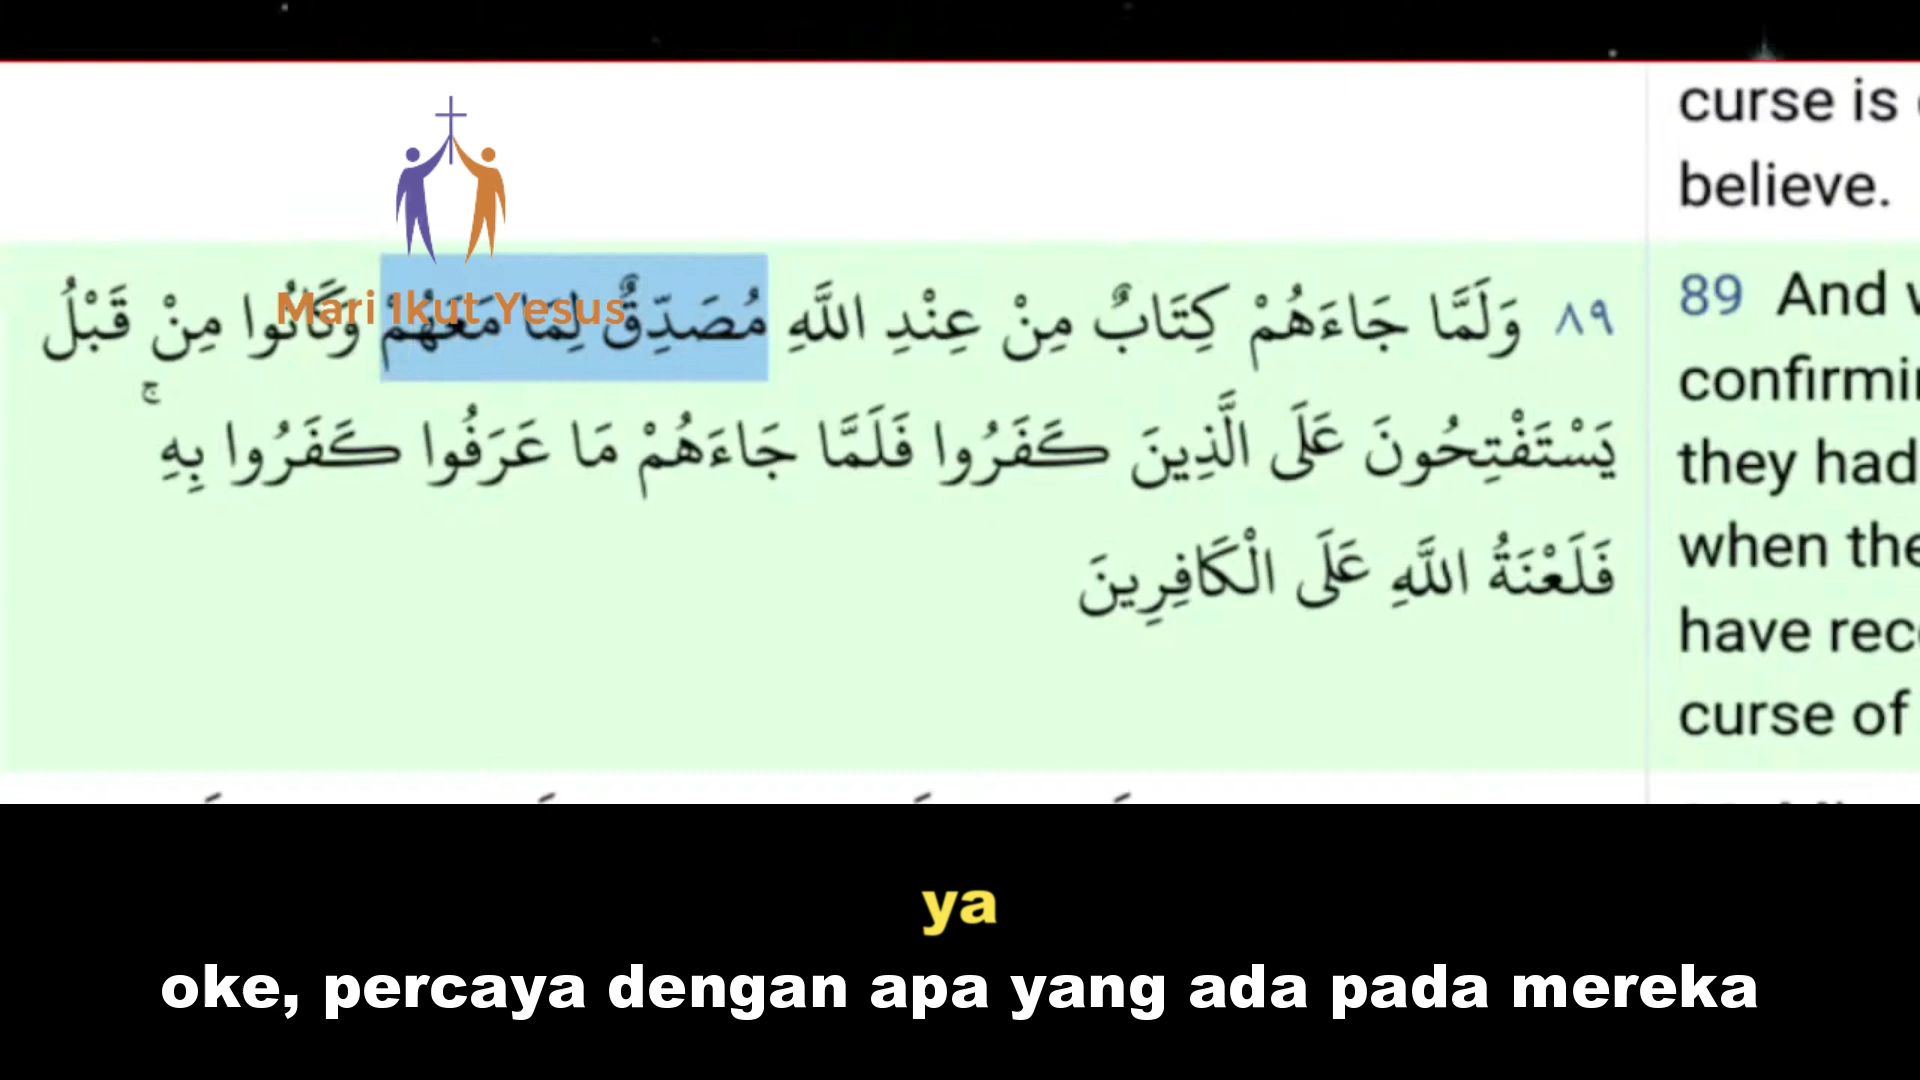 curse is
believe.
Mari Ikut Yesus
٨٩ وَلَمَّا جَاءَهُمْ كِتَابٌ مِنْ عِنْدِ اللَّهِ مُصَدِّقٌ لِمَا مَعَهُمْ وَكَانُوا مِنْ قَبْلُ
يَسْتَفْتِحُونَ عَلَى الَّذِينَ كَفَرُوا فَلَمَّا جَاءَهُمْ مَا عَرَفُوا كَفَرُوا بِهِ ۚ
فَلَعْنَةُ اللَّهِ عَلَى الْكَافِرِينَ
89 And
confirmi
they had
when the
have rec
curse of
ya
oke, percaya dengan apa yang ada pada mereka